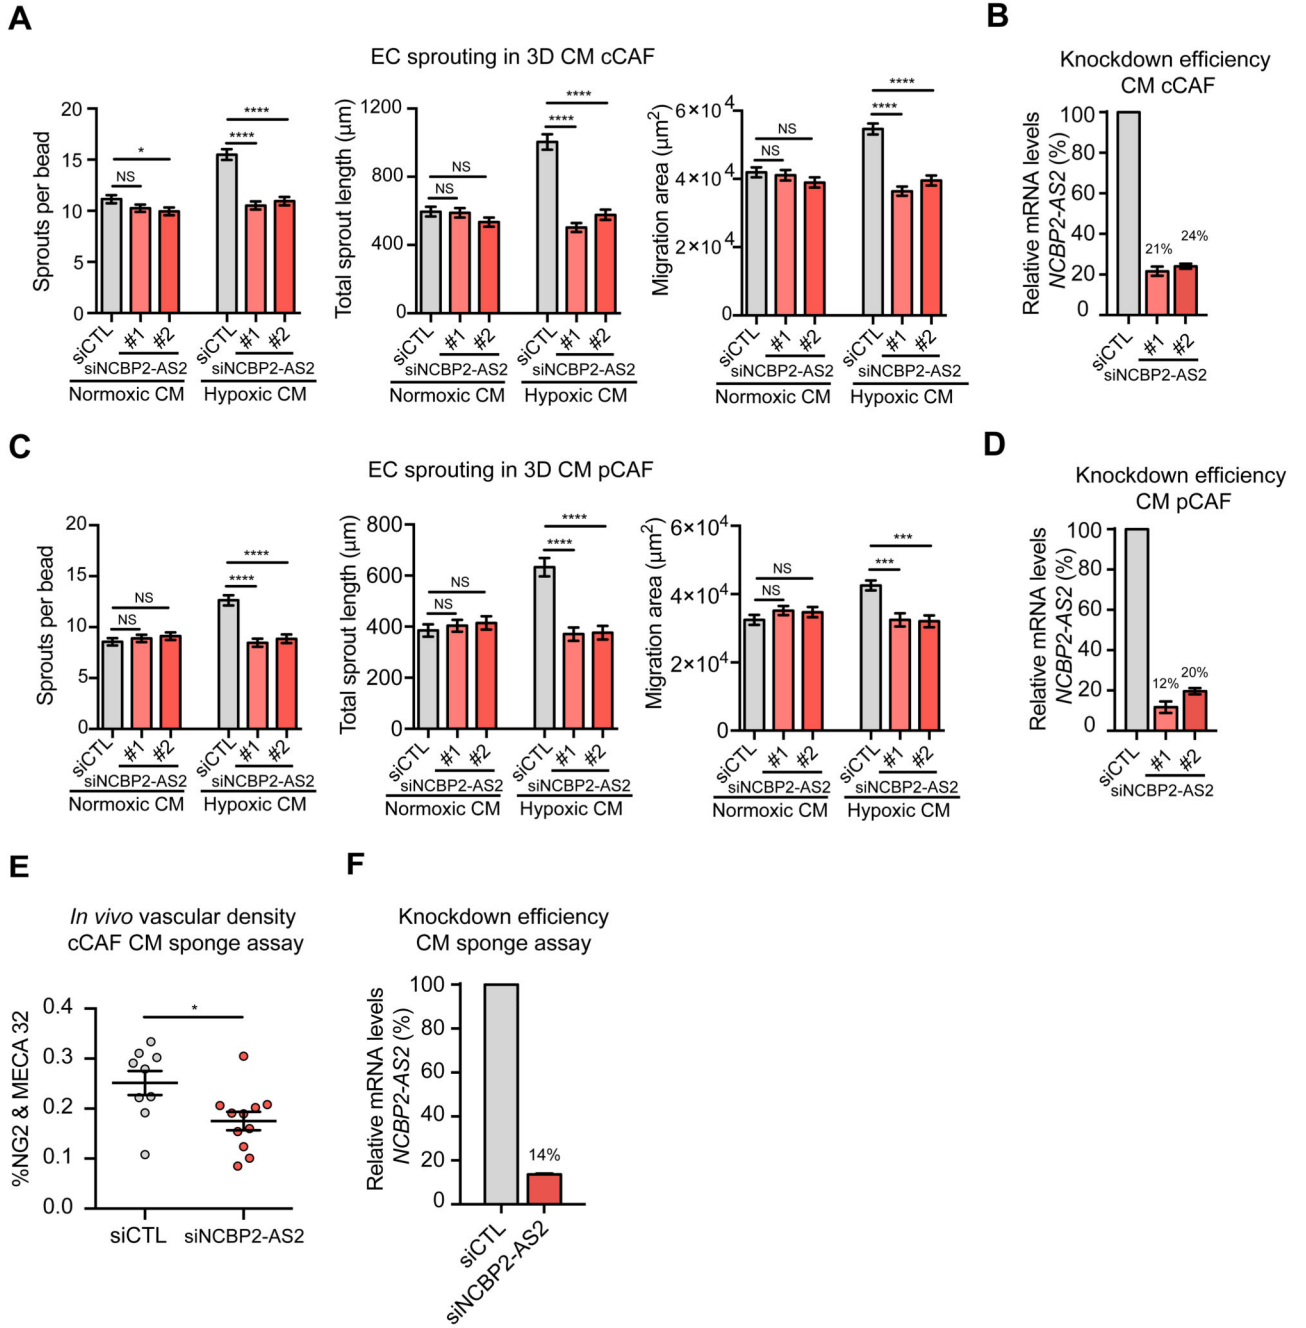 A
EC sprouting in 3D CM cCAF
Sprouts per bead
20
15
10
5
0
NS
*
****
****
siCTL
#1
#2
siCTL
#1
#2
siNCBP2-AS2
Normoxic CM
Hypoxic CM
Total sprout length (µm)
1200
800
400
0
NS
NS
****
****
siCTL
#1
#2
siCTL
#1
#2
siNCBP2-AS2
Normoxic CM
Hypoxic CM
Migration area (µm²)
6×10⁴
4×10⁴
2×10⁴
0
NS
NS
****
****
siCTL
#1
#2
siCTL
#1
#2
siNCBP2-AS2
Normoxic CM
Hypoxic CM
B
Knockdown efficiency
CM cCAF
Relative mRNA levels
NCBP2-AS2 (%)
100
80
60
40
20
0
21%
24%
siCTL
#1
#2
siNCBP2-AS2
C
EC sprouting in 3D CM pCAF
Sprouts per bead
20
15
10
5
0
NS
NS
****
****
siCTL
#1
#2
siCTL
#1
#2
siNCBP2-AS2
Normoxic CM
Hypoxic CM
Total sprout length (µm)
800
600
400
200
0
NS
NS
****
****
siCTL
#1
#2
siCTL
#1
#2
siNCBP2-AS2
Normoxic CM
Hypoxic CM
Migration area (µm²)
6×10⁴
4×10⁴
2×10⁴
0
NS
NS
***
***
siCTL
#1
#2
siCTL
#1
#2
siNCBP2-AS2
Normoxic CM
Hypoxic CM
D
Knockdown efficiency
CM pCAF
Relative mRNA levels
NCBP2-AS2 (%)
100
80
60
40
20
0
12%
20%
siCTL
#1
#2
siNCBP2-AS2
E
In vivo vascular density
cCAF CM sponge assay
%NG2 & MECA 32
0.4
0.3
0.2
0.1
0.0
*
siCTL
siNCBP2-AS2
F
Knockdown efficiency
CM sponge assay
Relative mRNA levels
NCBP2-AS2 (%)
100
80
60
40
20
0
14%
siCTL
siNCBP2-AS2